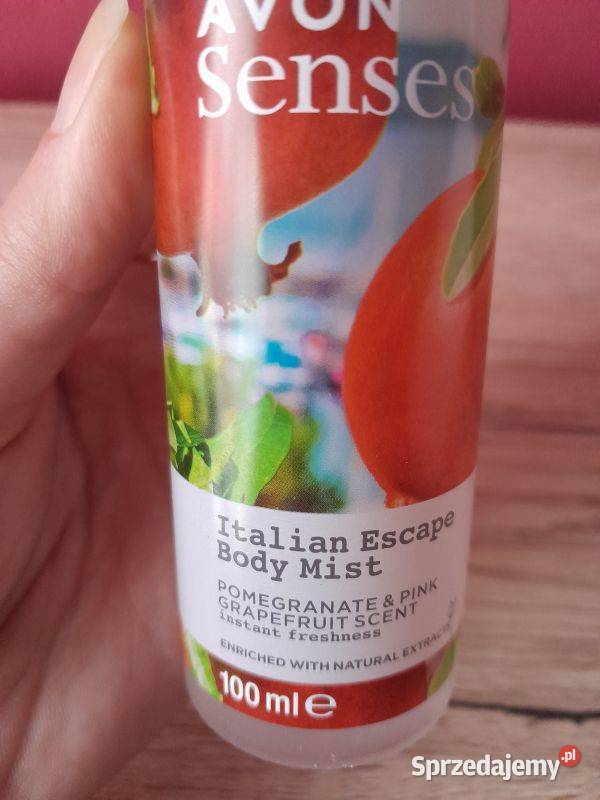 AVON
senses
Italian Escape
Body Mist
POMEGRANATE & PINK
GRAPEFRUIT SCENT
instant freshness
ENRICHED WITH NATURAL
100 ml e
Sprzedajemy.pl